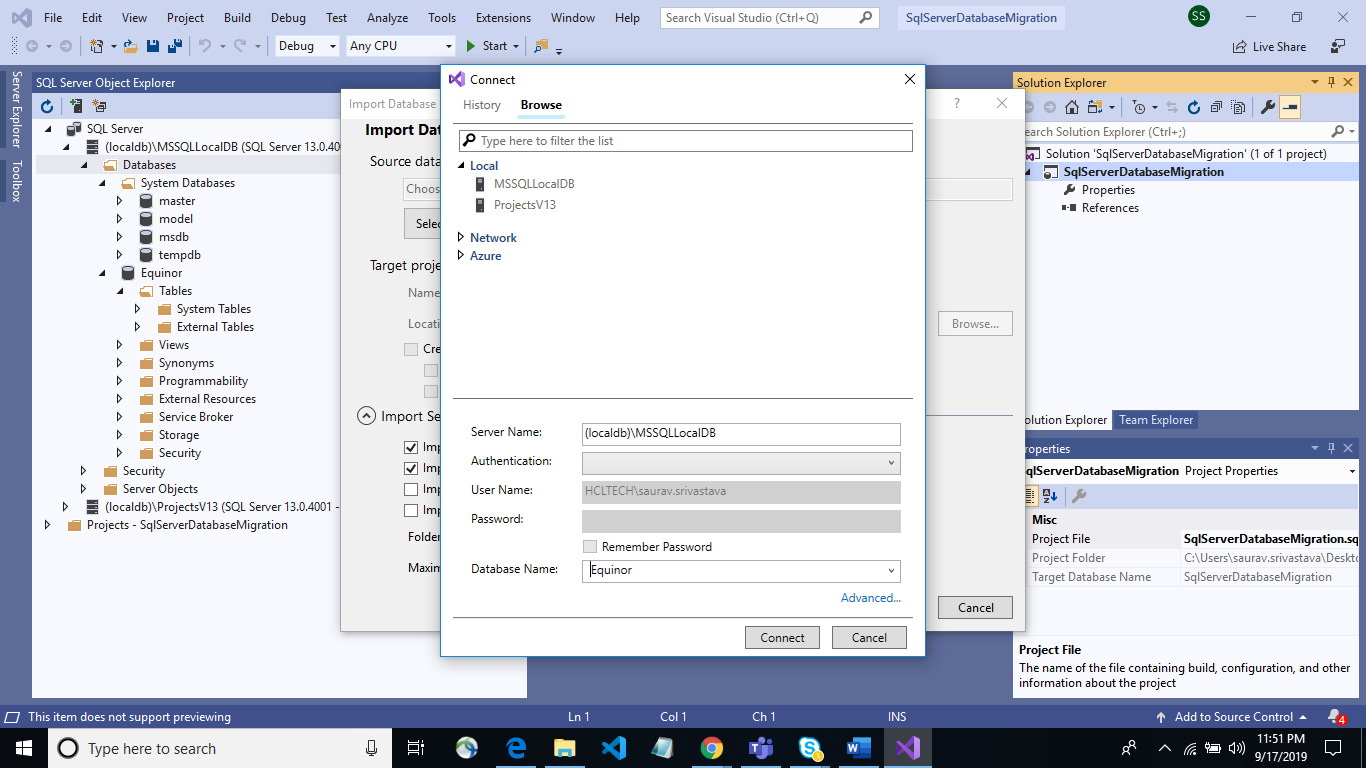 File Edit View Project Build Debug Test Analyze Tools Extensions Window Help Search Visual Studio (Ctrl+Q) SqlServerDatabaseMigration SS
Debug Any CPU Start Live Share
Server Explorer
Toolbox
SQL Server Object Explorer
SQL Server
(localdb)\MSSQLLocalDB (SQL Server 13.0.400
Databases
System Databases
master
model
msdb
tempdb
Equinor
Tables
System Tables
External Tables
Views
Synonyms
Programmability
External Resources
Service Broker
Storage
Security
Security
Server Objects
(localdb)\ProjectsV13 (SQL Server 13.0.4001 -
Projects - SqlServerDatabaseMigration
Import Database ?
Import Dat
Source data
Choos
Selec
Target proje
Name
Locati
Browse...
Cre
Import Se
Imp
Imp
Imp
Imp
Folder
Maxim
Cancel
Connect
History Browse
Type here to filter the list
Local
MSSQLLocalDB
ProjectsV13
Network
Azure
Server Name: (localdb)\MSSQLLocalDB
Authentication:
User Name: HCLTECH\saurav.srivastava
Password:
Remember Password
Database Name: Equinor
Advanced...
Connect Cancel
Solution Explorer
earch Solution Explorer (Ctrl+;)
Solution 'SqlServerDatabaseMigration' (1 of 1 project)
SqlServerDatabaseMigration
Properties
References
olution Explorer Team Explorer
roperties
qlServerDatabaseMigration Project Properties
Misc
Project File SqlServerDatabaseMigration.sq
Project Folder C:\Users\saurav.srivastava\Deskto
Target Database Name SqlServerDatabaseMigration
Project File
The name of the file containing build, configuration, and other
information about the project
This item does not support previewing Ln 1 Col 1 Ch 1 INS Add to Source Control 4
Type here to search 11:51 PM
9/17/2019